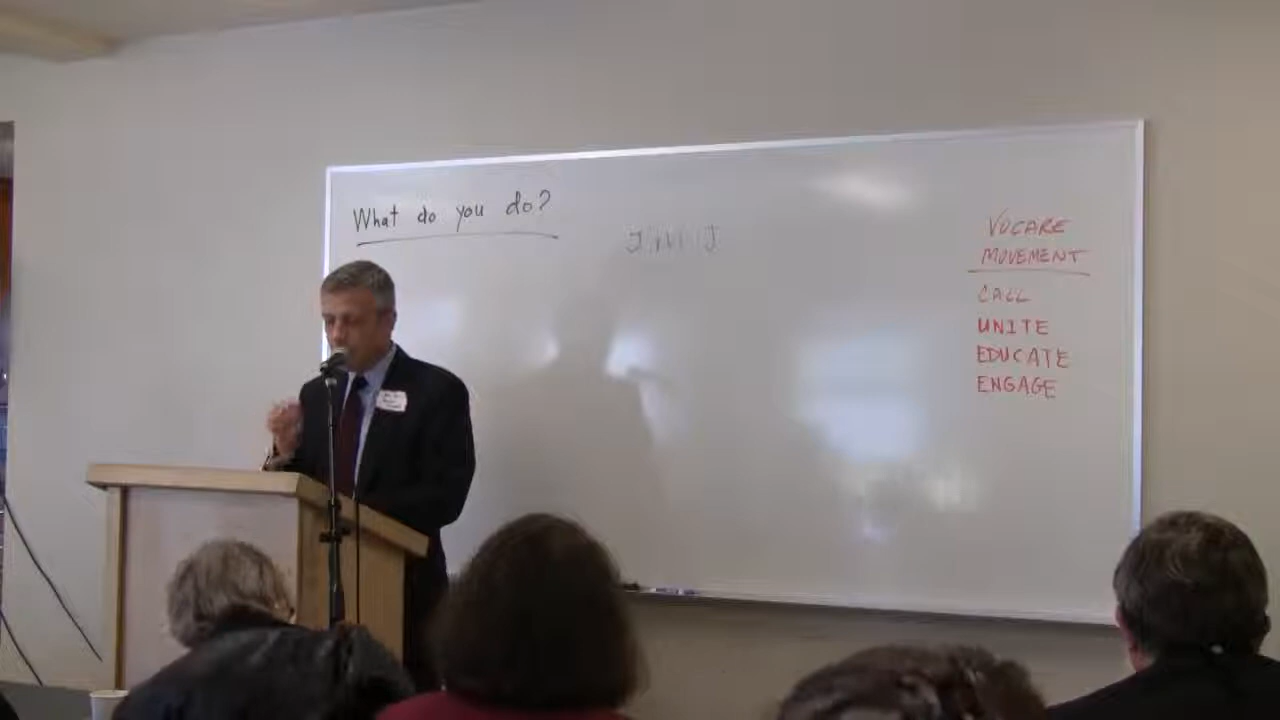 What do you do?
VOCARE
MOVEMENT
CALL
UNITE
EDUCATE
ENGAGE